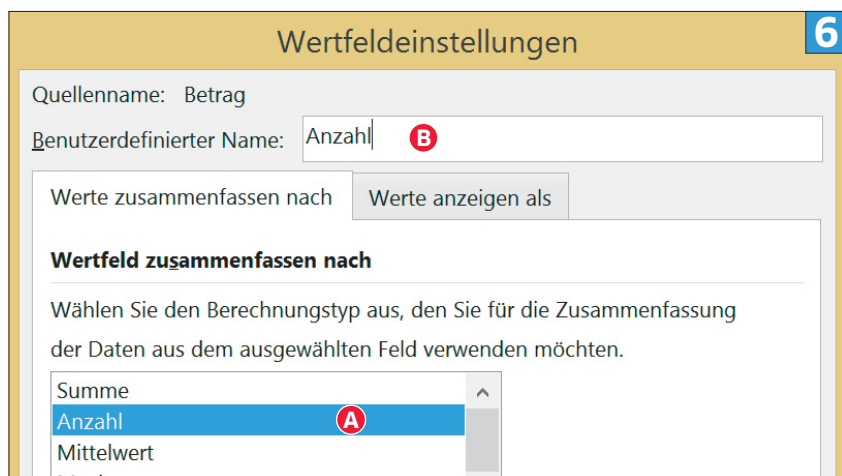 Wertfeldeinstellungen
6
Quellenname: Betrag
Benutzerdefinierter Name: Anzahl B
Werte zusammenfassen nach Werte anzeigen als
Wertfeld zusammenfassen nach
Wählen Sie den Berechnungstyp aus, den Sie für die Zusammenfassung
der Daten aus dem ausgewählten Feld verwenden möchten.
Summe
Anzahl A
Mittelwert